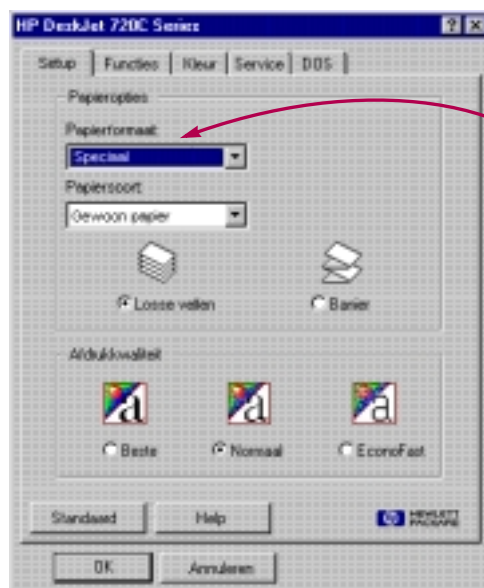 HP DeskJet 720C Series
Setup Functies Kleur Service DOS
Papieropties
Papierformaat:
Speciaal
Papiersoort:
Gewoon papier
Losse vellen Banier
Afdrukkwaliteit
a a a
Beste Normaal EconoFast
Standaard Help hp HEWLETT
PACKARD
OK Annuleren